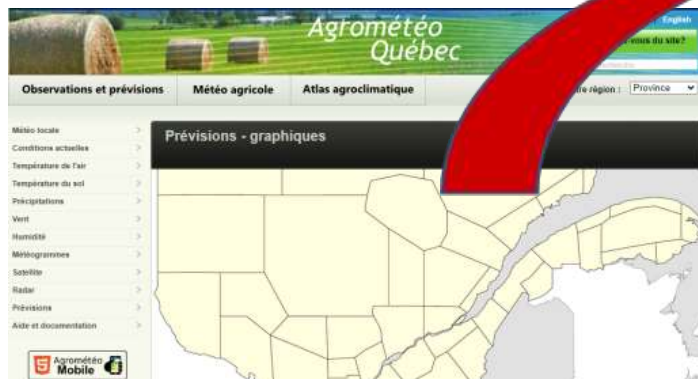 Agrométéo
Québec
English
vous du site?
Observations et prévisions
Météo agricole
Atlas agroclimatique
région :
Province
Météo locale
Conditions actuelles
Température de l'air
Température du sol
Précipitations
Vent
Humidité
Météogrammes
Satellite
Radar
Prévisions
Aide et documentation
Prévisions - graphiques
Agrométéo
Mobile